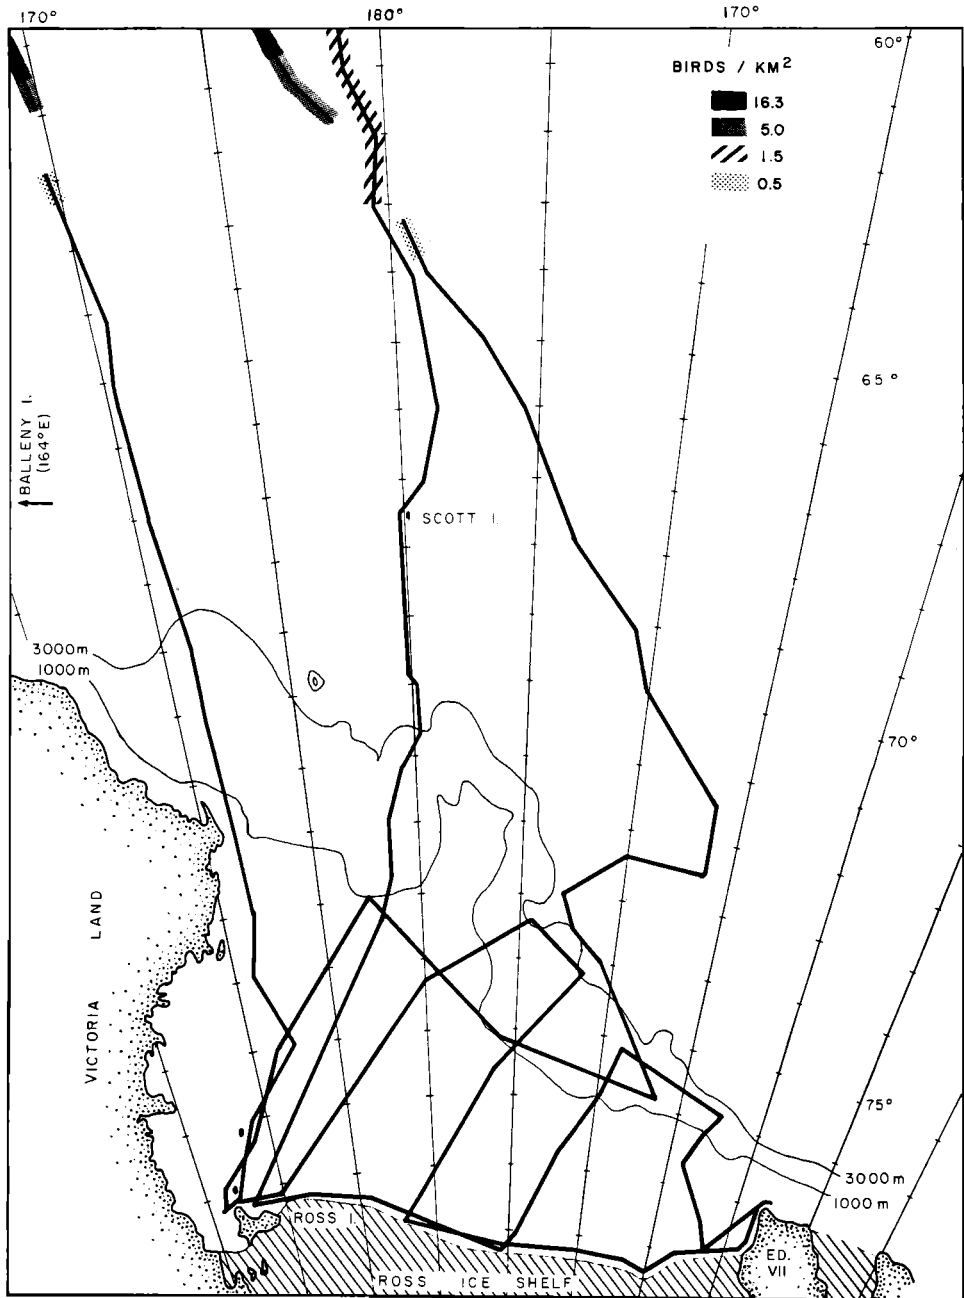 170°
180°
170°
60°
BIRDS / KM²
16.3
5.0
1.5
0.5
65°
BALLENY I.
(164°E)
SCOTT I.
3000m
1000m
70°
VICTORIA LAND
75°
3000m
1000m
ROSS I.
ED.
VII
ROSS ICE SHELF